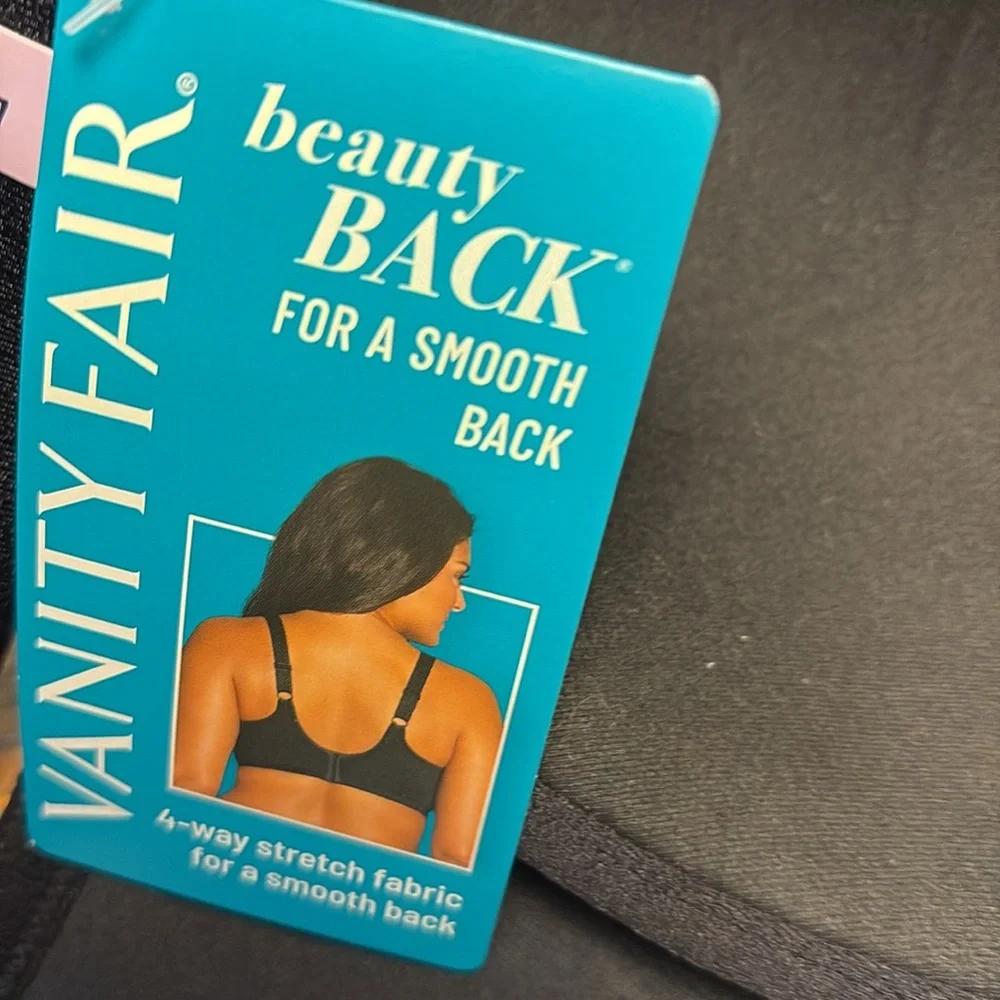 VANITY FAIR®
beauty
BACK®
FOR A SMOOTH
BACK
4-way stretch fabric
for a smooth back